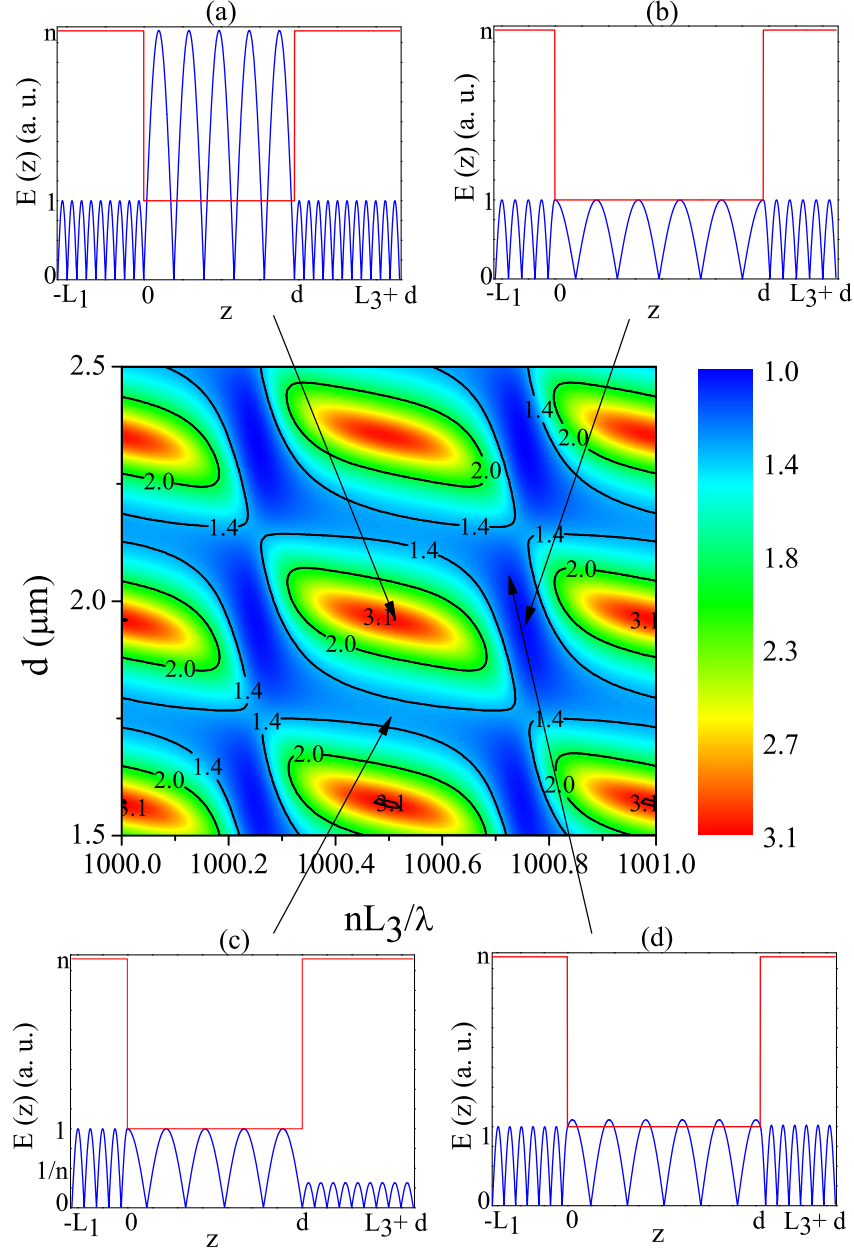 (a)
n
E (z) (a. u.)
1
0
-L1
0
d
L3+ d
z
(b)
n
E (z) (a. u.)
1
0
-L1
0
d
L3+ d
z
2.5
2.0
1.5
d (μm)
1.4
2.0
2.0
2.0
1.4
1.4
1.4
1.4
2.0
3.1
3.1
2.0
2.0
1.4
1.4
1.4
1.4
2.0
2.0
2.0
3.1
3.1
3.1
1000.0
1000.2
1000.4
1000.6
1000.8
1001.0
nL3/λ
1.0
1.4
1.8
2.3
2.7
3.1
(c)
n
E (z) (a. u.)
1
1/n
0
-L1
0
d
L3+ d
z
(d)
n
E (z) (a. u.)
1
0
-L1
0
d
L3+ d
z